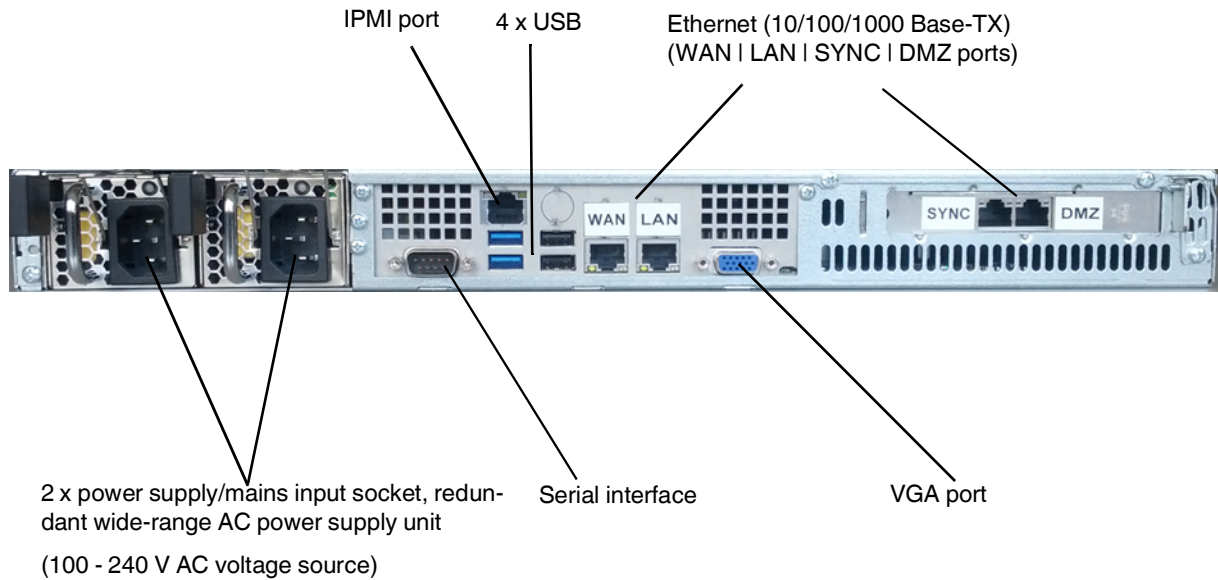 IPMI port
4 x USB
Ethernet (10/100/1000 Base-TX)
(WAN | LAN | SYNC | DMZ ports)
WAN
LAN
SYNC
DMZ
2 x power supply/mains input socket, redun-
dant wide-range AC power supply unit
(100 - 240 V AC voltage source)
Serial interface
VGA port